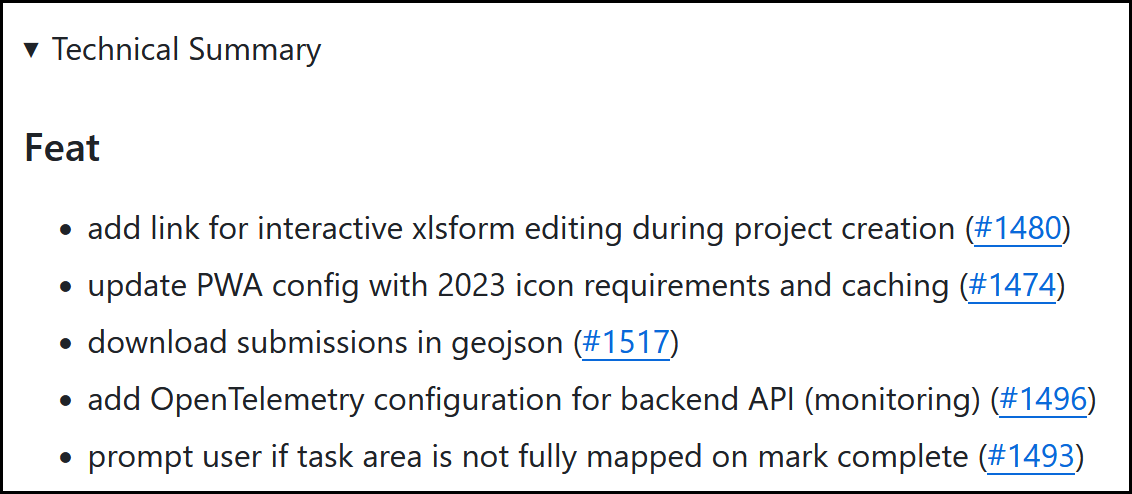 ▼ Technical Summary
Feat
• add link for interactive xlsform editing during project creation (#1480)
• update PWA config with 2023 icon requirements and caching (#1474)
• download submissions in geojson (#1517)
• add OpenTelemetry configuration for backend API (monitoring) (#1496)
• prompt user if task area is not fully mapped on mark complete (#1493)